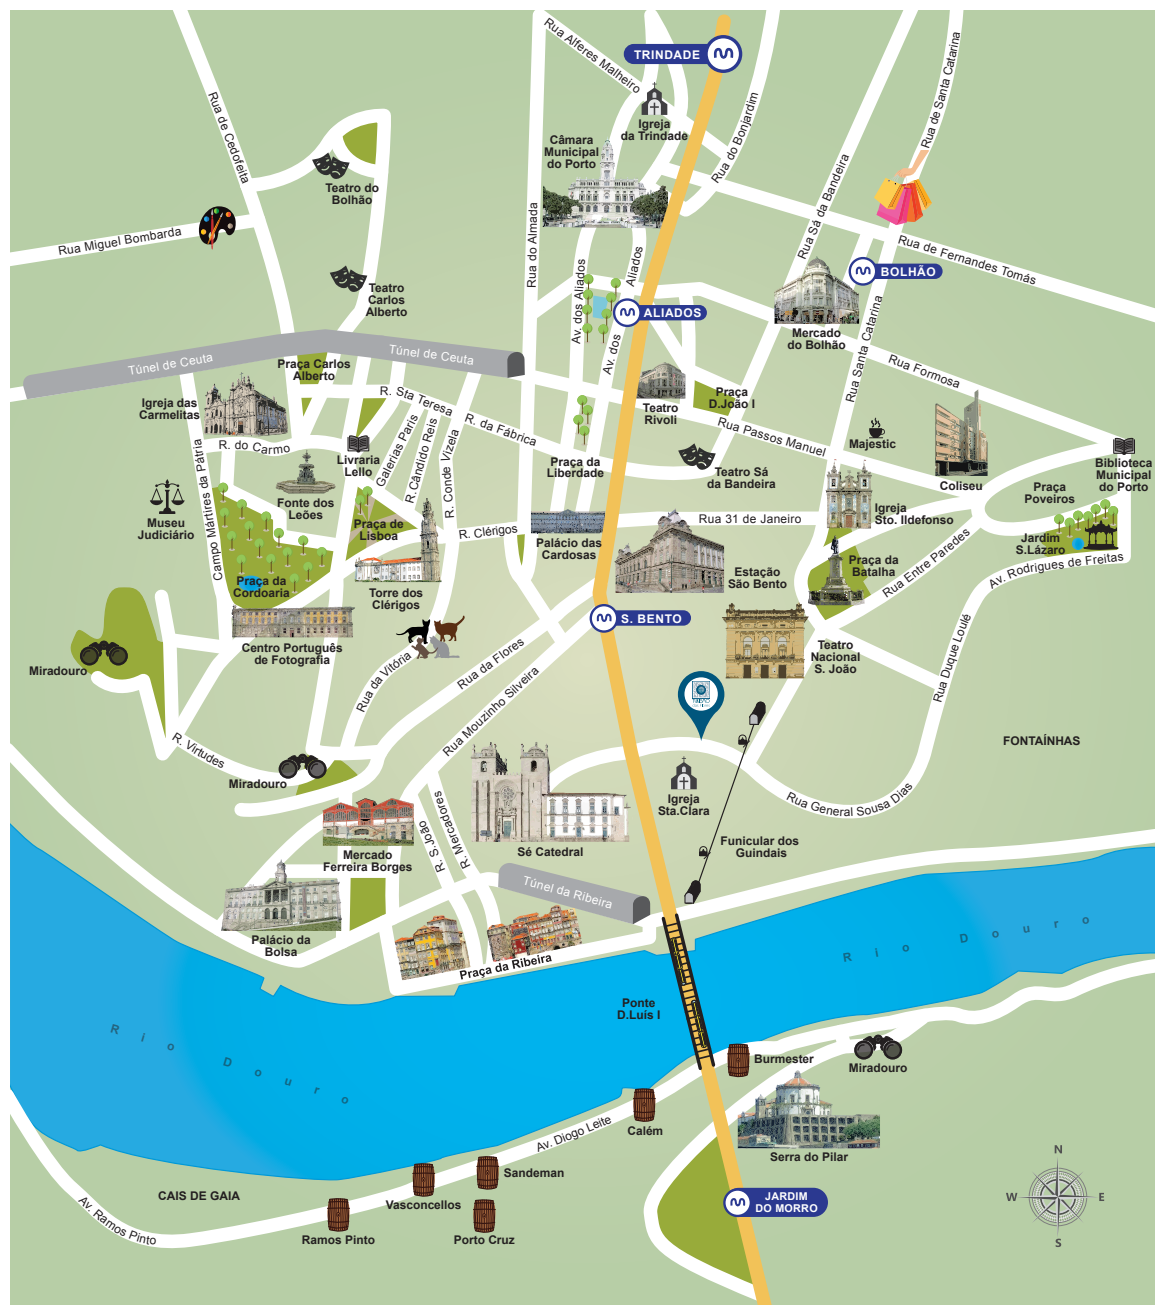 TRINDADE
Rua Alferes Malheiro
Rua de Santa Catarina
Rua de Cedofeita
Igreja
da Trindade
Rua do Bonjardim
Câmara
Municipal
do Porto
Rua Sá da Bandeira
Teatro do
Bolhão
Rua Miguel Bombarda
Rua do Almada
Rua de Fernandes Tomás
BOLHÃO
Teatro
Carlos
Alberto
Av. dos Aliados
Av. dos
Aliados
ALIADOS
Mercado
do Bolhão
Rua Santa Catarina
Túnel de Ceuta
Túnel de Ceuta
Praça Carlos
Alberto
Rua Formosa
Igreja das
Carmelitas
R. Sta Teresa
Teatro
Rivoli
Praça
D.João I
R. da Fábrica
Rua Passos Manuel
Majestic
R. do Carmo
Livraria
Lello
Galerias Paris
R. Cândido Reis
R. Conde Vizela
Campo Mártires da Pátria
Praça da
Liberdade
Teatro Sá
da Bandeira
Coliseu
Biblioteca
Municipal
do Porto
Praça
Poveiros
Fonte dos
Leões
Museu
Judiciário
Praça de
Lisboa
R. Clérigos
Palácio das
Cardosas
Rua 31 de Janeiro
Igreja
Sto. Ildefonso
Jardim
S.Lázaro
Av. Rodrigues de Freitas
Rua Entre Paredes
Praça da
Batalha
Estação
São Bento
Praça da
Cordoaria
Torre dos
Clérigos
S. BENTO
Centro Português
de Fotografia
Teatro
Nacional
S. João
Miradouro
Rua da Vitória
Rua da Flores
Rua Mouzinho Silveira
Rua Duque Loulé
R. Virtudes
FONTAÍNHAS
Miradouro
Igreja
Sta.Clara
Rua General Sousa Dias
R. S.João
R. Mercadores
Sé Catedral
Funicular dos
Guindais
Mercado
Ferreira Borges
Túnel da Ribeira
Palácio da
Bolsa
Praça da Ribeira
Rio Douro
Ponte
D.Luis I
Rio Douro
Burmester
Miradouro
Calém
Av. Diogo Leite
Serra do Pilar
Sandeman
Vasconcellos
CAIS DE GAIA
JARDIM
DO MORRO
Av. Ramos Pinto
Ramos Pinto
Porto Cruz
N
W
E
S